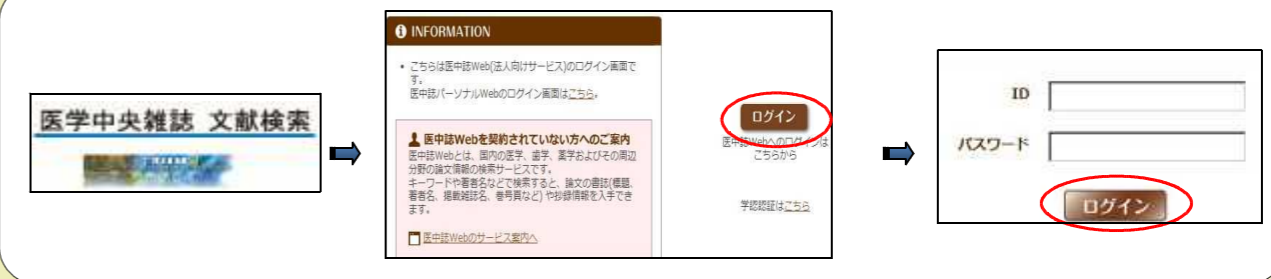 医学中央雑誌 文献検索
INFORMATION
• こちらは医中誌Web(法人向けサービス)のログイン画面で
す。
医中誌パーソナルWebのログイン画面はこちら。
医中誌Webを契約されていない方へのご案内
医中誌Webとは、国内の医学、歯学、薬学およびその周辺
分野の論文情報の検索サービスです。
キーワードや著者名などで検索すると、論文の書誌(標題、
著者名、掲載雑誌名、巻号頁など) や抄録情報を入手でき
ます。
医中誌Webのサービス案内へ
ログイン
医中誌Webへのログインは
こちらから
学認認証はこちら
ID
パスワード
ログイン